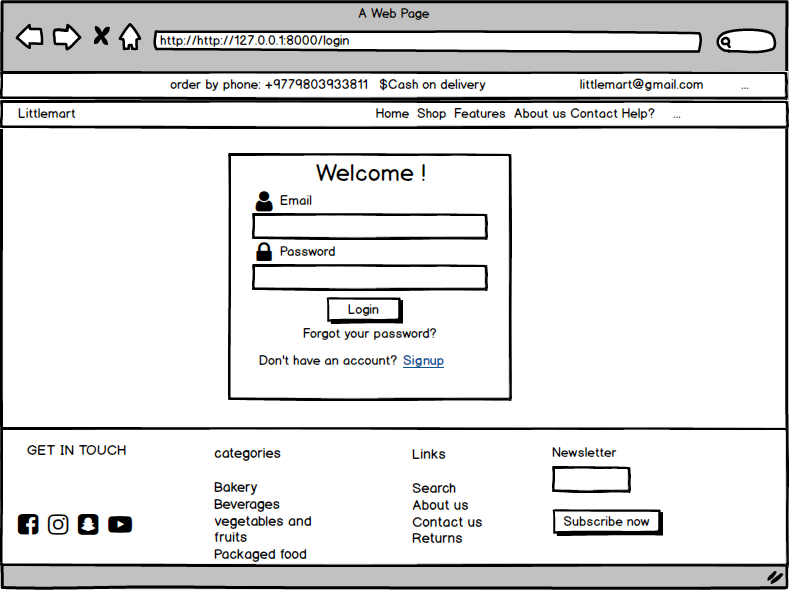 A Web Page
http://http://127.0.0.1:8000/login
order by phone: +9779803933811 $Cash on delivery littlemart@gmail.com ...
Littlemart Home Shop Features About us Contact Help? ...
Welcome !
Email
Password
Login
Forgot your password?
Don't have an account? Signup
GET IN TOUCH
categories
Bakery
Beverages
vegetables and
fruits
Packaged food
Links
Search
About us
Contact us
Returns
Newsletter
Subscribe now